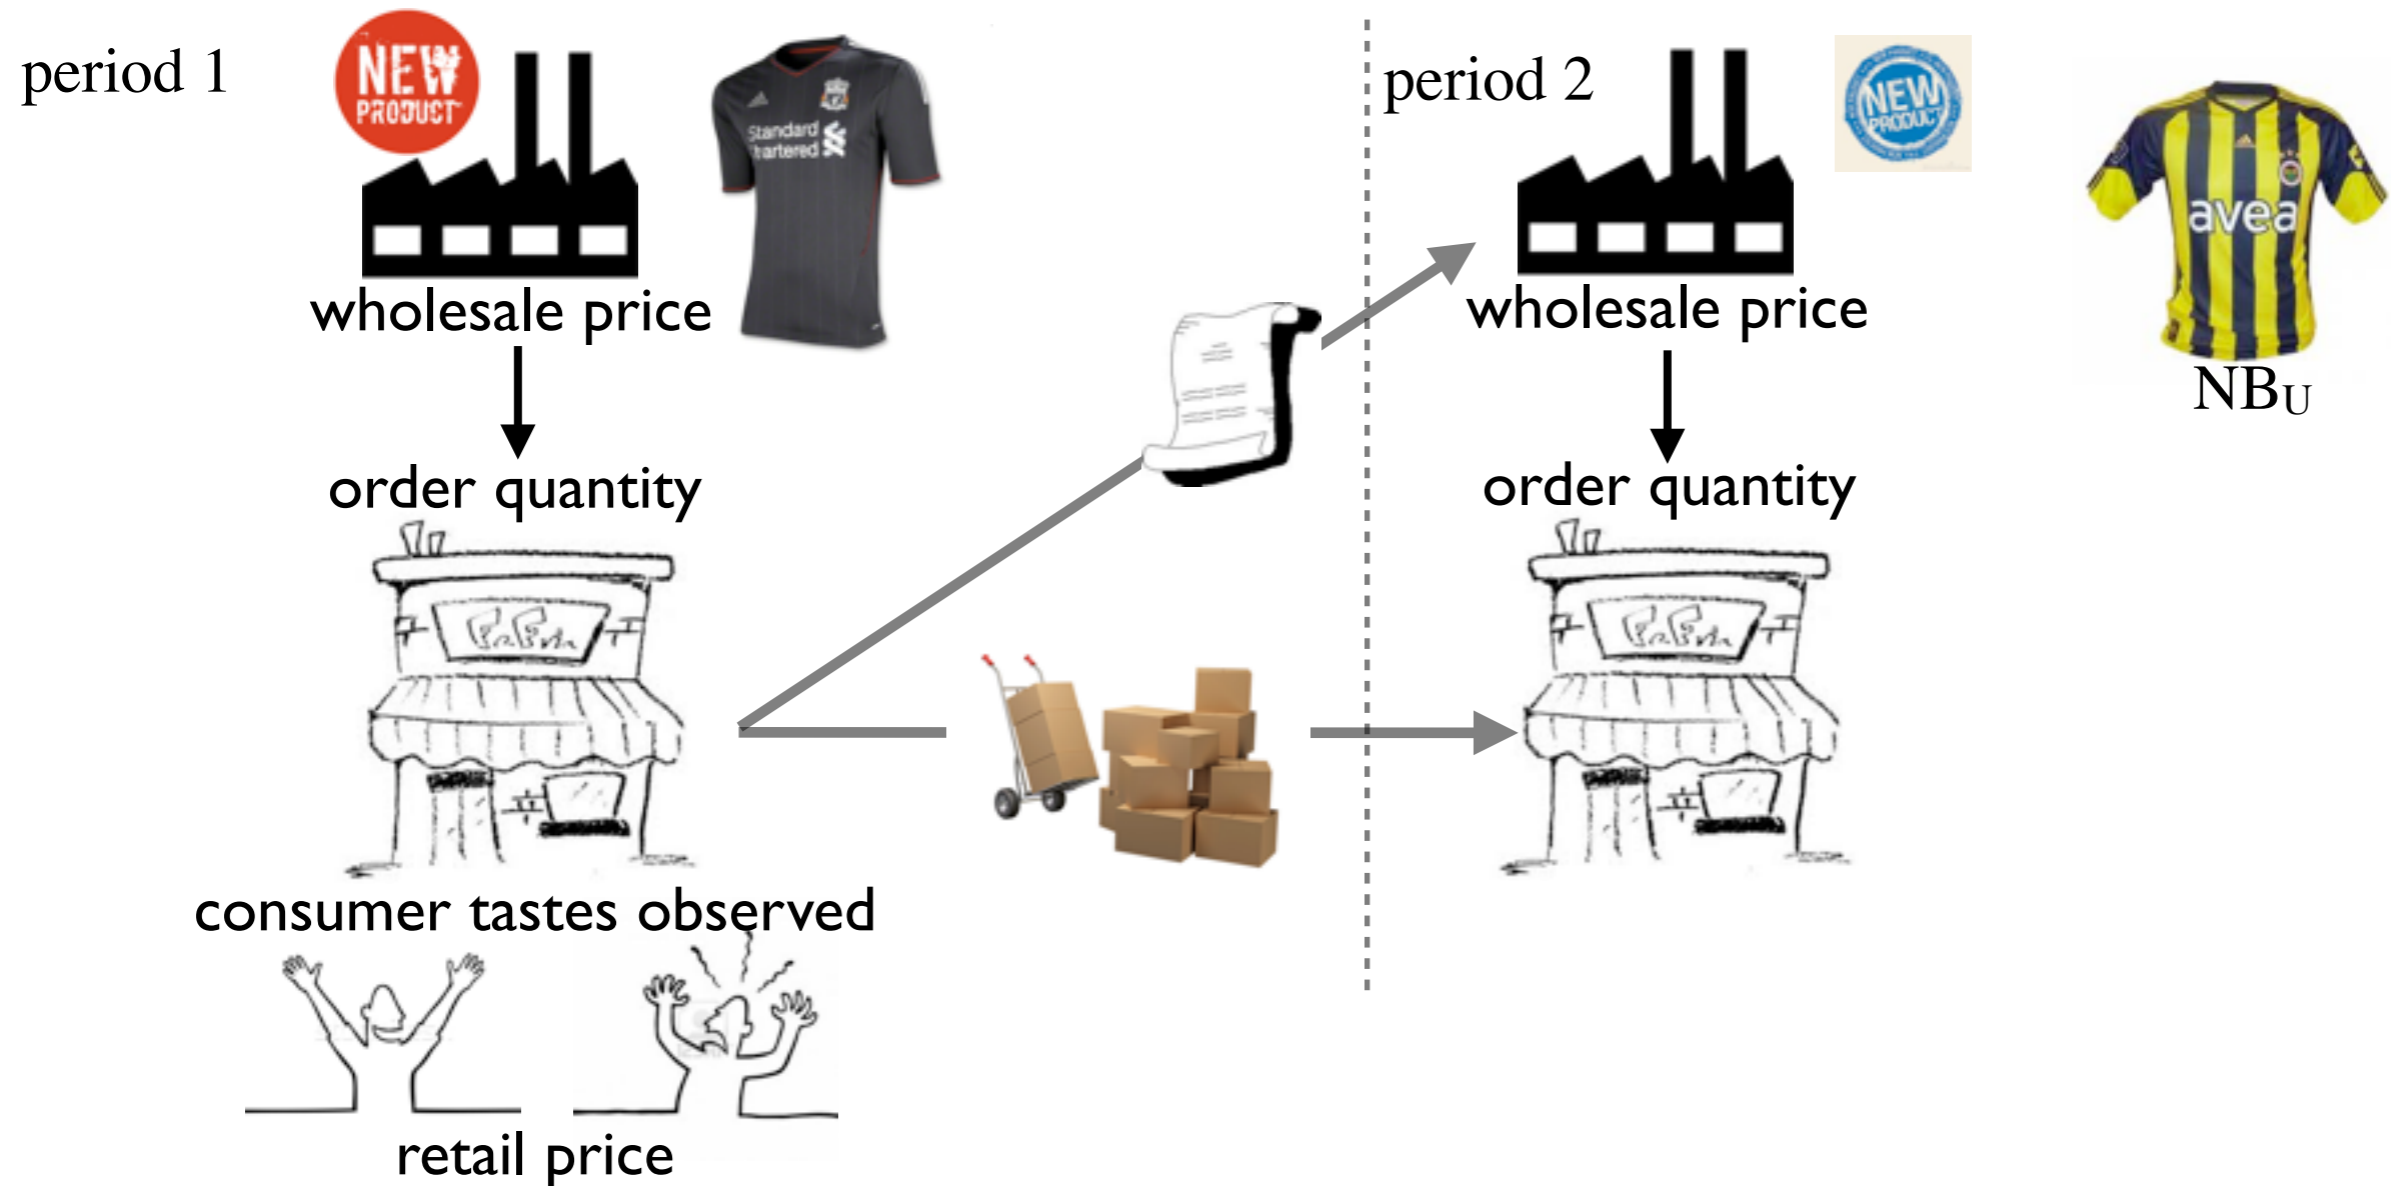 period 1
NEW
PRODUCT
Standard
Chartered
wholesale price
order quantity
consumer tastes observed
retail price
period 2
NEW
PRODUCT
avea
NBU
wholesale price
order quantity